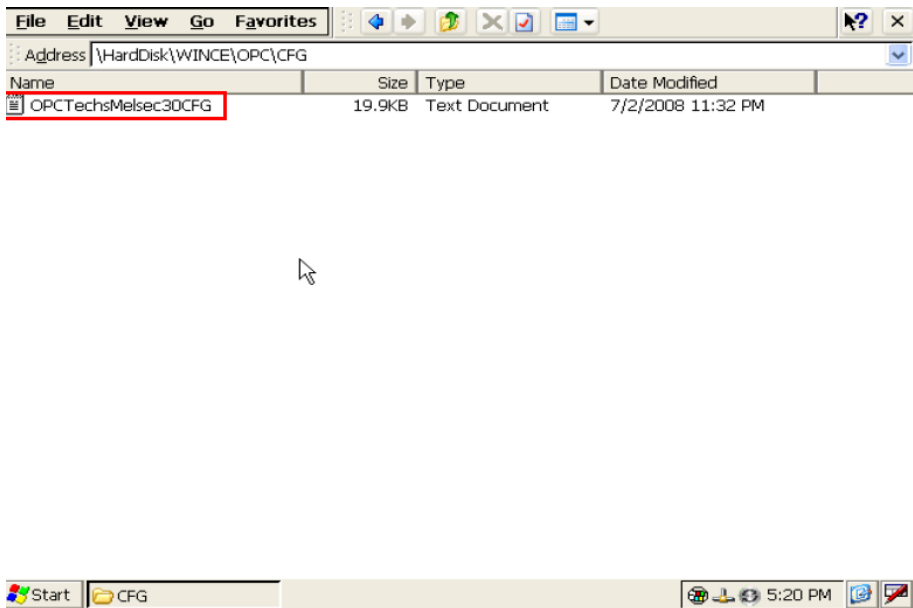 File Edit View Go Favorites ?
Address \HardDisk\WINCE\OPC\CFG
Name Size Type Date Modified
OPCTechsMelsec30CFG 19.9KB Text Document 7/2/2008 11:32 PM
Start CFG 5:20 PM